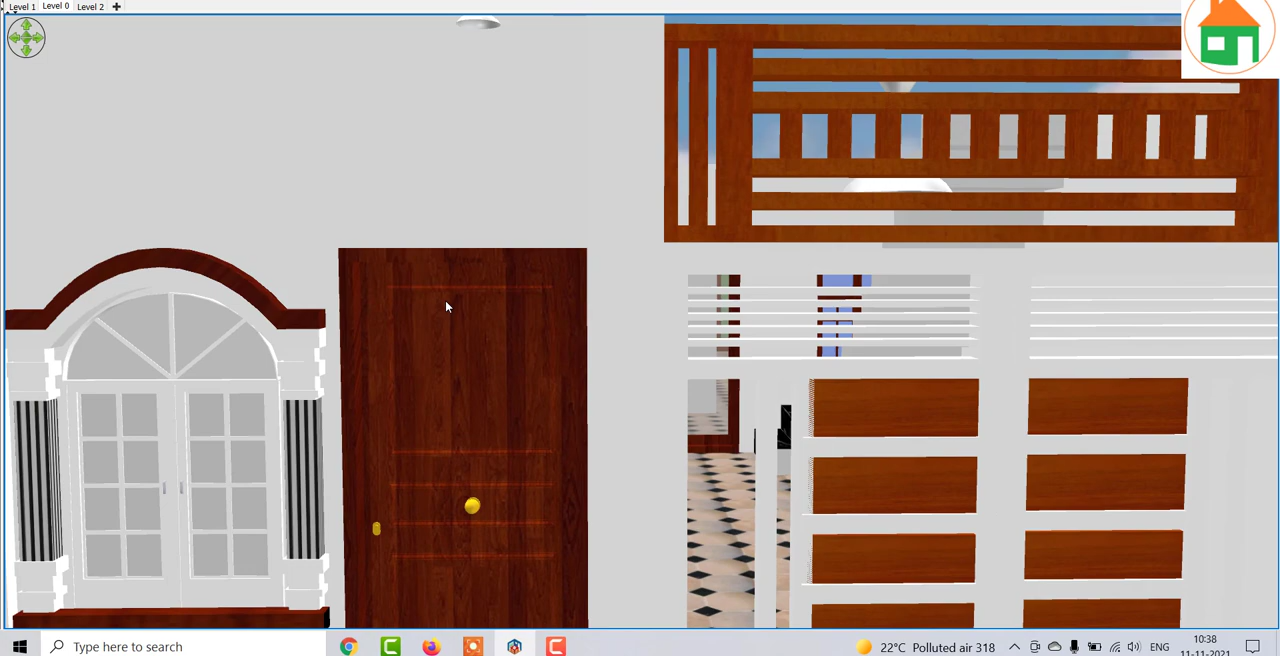 Level 1 Level 0 Level 2
Type here to search
22°C Polluted air 318
ENG
10:38
11-11-2021